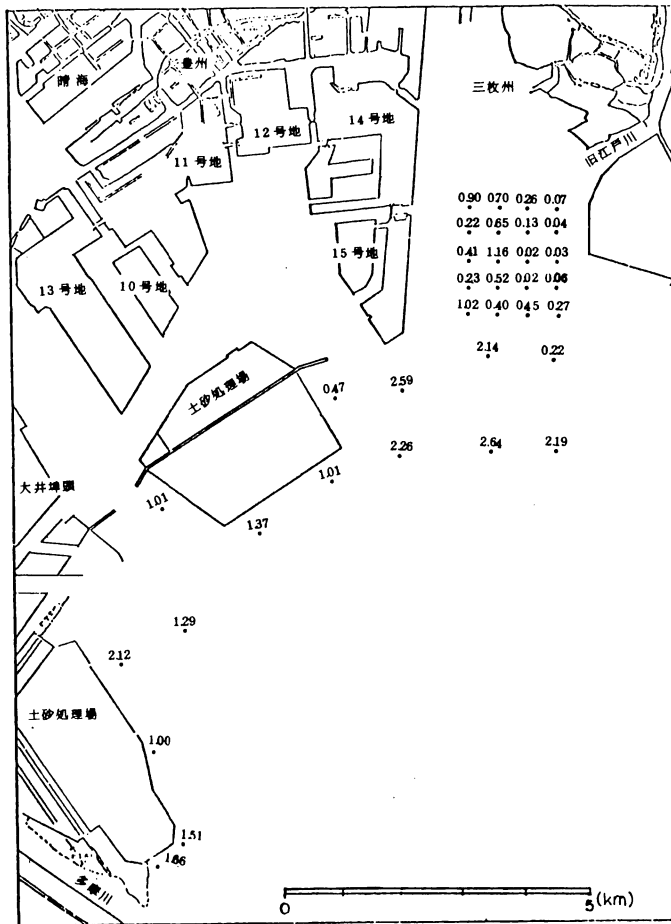 晴海
豊州
三枚州
12号地
14号地
旧江戸川
11号地
0.90 0.70 0.26 0.07
0.22 0.65 0.13 0.04
15号地
0.41 1.16 0.02 0.03
13号地
10号地
0.23 0.52 0.02 0.06
1.02 0.40 0.45 0.27
2.14
0.22
土砂処理場
0.47
2.59
2.26
2.64
2.19
大井埠頭
1.01
1.01
1.37
1.29
2.12
土砂処理場
1.00
1.51
1.66
多摩川
0 5(km)